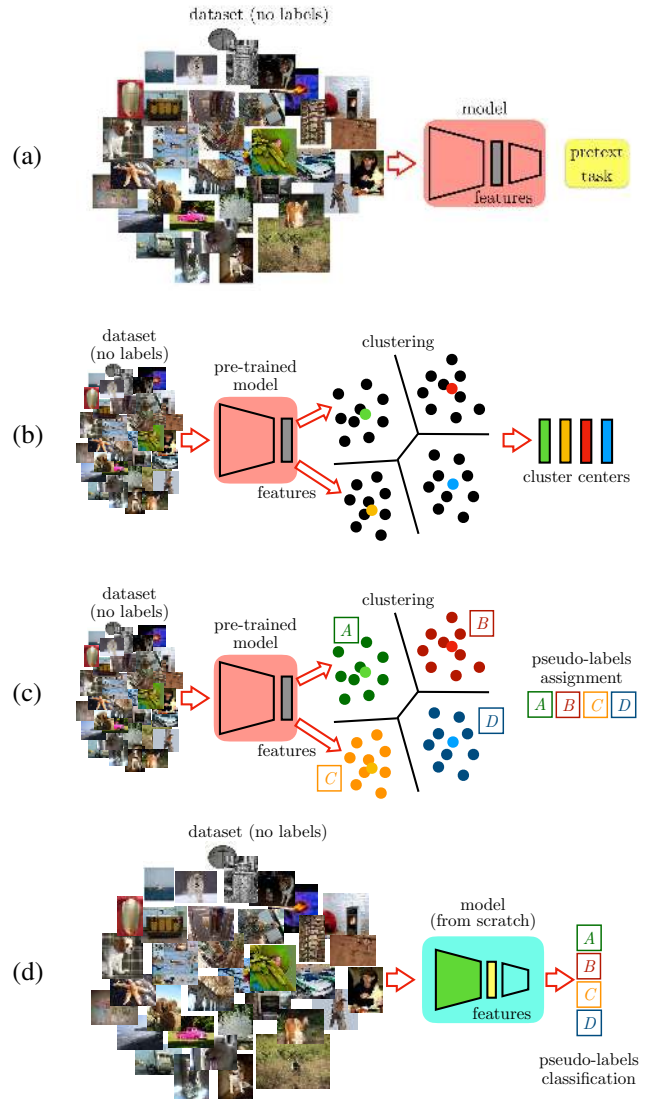 dataset (no labels)
model
(a)
pretext
task
features
dataset
(no labels)
pre-trained
model
clustering
(b)
features
cluster centers
dataset
(no labels)
pre-trained
model
clustering
A
B
pseudo-labels
assignment
(c)
A B C D
D
features
C
dataset (no labels)
model
(from scratch)
A
B
(d)
C
features
D
pseudo-labels
classification